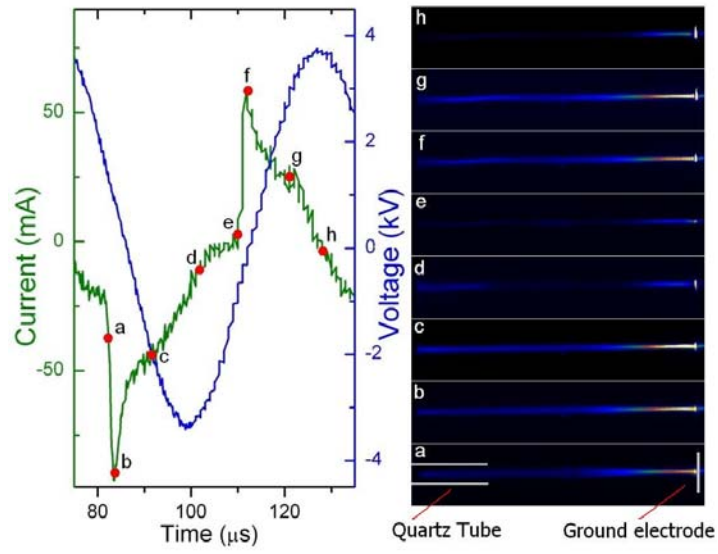 Current (mA)
50
0
-50
a
b
c
d
e
f
g
h
4
2
0
-2
-4
Voltage (kV)
80
100
120
Time (μs)
h
g
f
e
d
c
b
a
Quartz Tube
Ground electrode